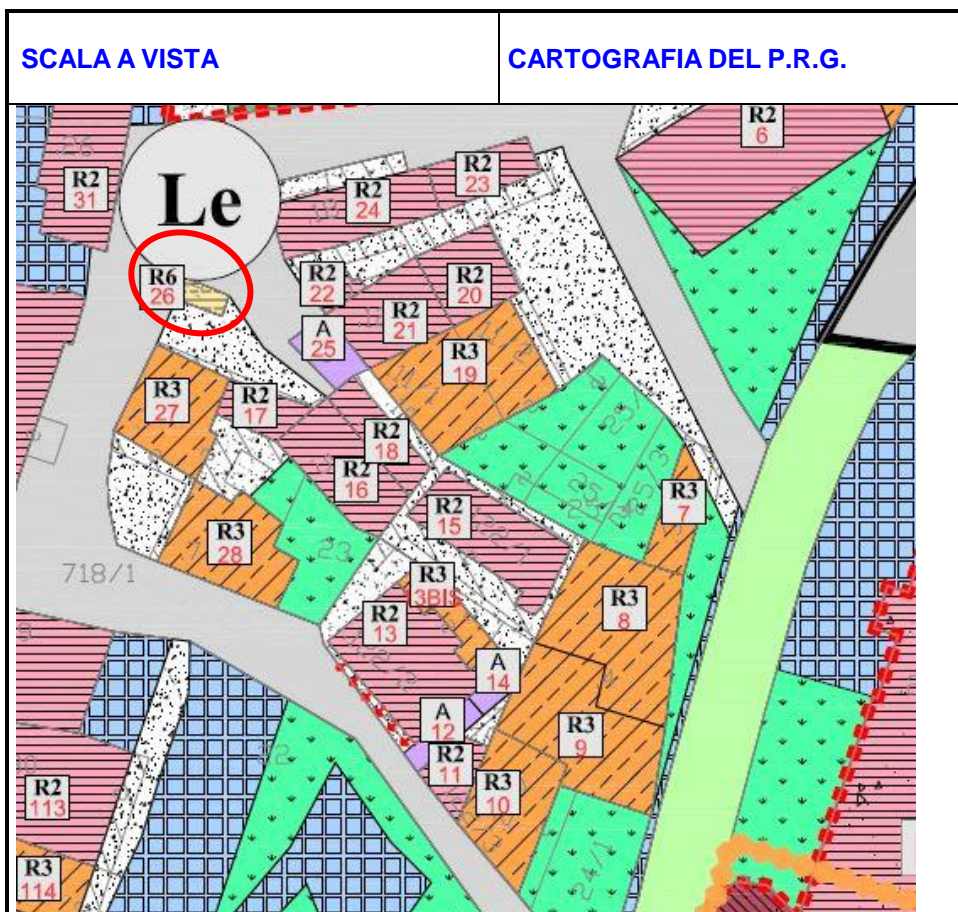 SCALA A VISTA
CARTOGRAFIA DEL P.R.G.
R2
6
R2
23
R2
24
R2
31
Le
R6
26
R2
22
R2
20
R2
21
A
25
R3
19
R3
27
R2
17
R2
18
R2
16
R3
7
R2
15
R3
28
23
718/1
R3
3BIS
R3
8
R2
13
A
14
A
12
R3
9
R2
11
R3
10
R2
113
24/1
R3
114